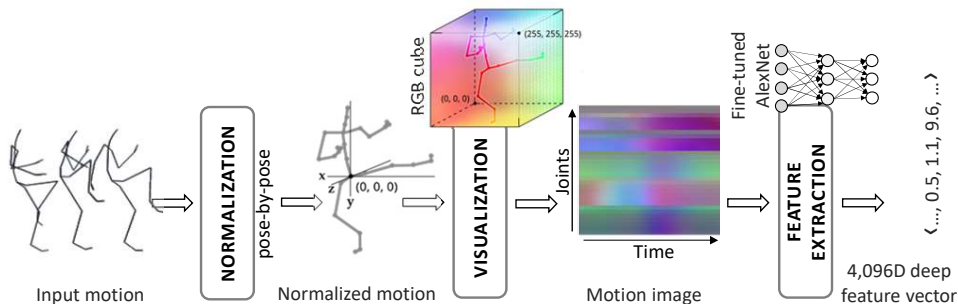 RGB cube
(255, 255, 255)
(0, 0, 0)
Fine-tuned
AlexNet
NORMALIZATION
pose-by-pose
x
z
y
(0, 0, 0)
VISUALIZATION
Joints
Time
FEATURE
EXTRACTION
<..., 0.5, 1.1, 9.6, ...>
Input motion
Normalized motion
Motion image
4,096D deep
feature vector